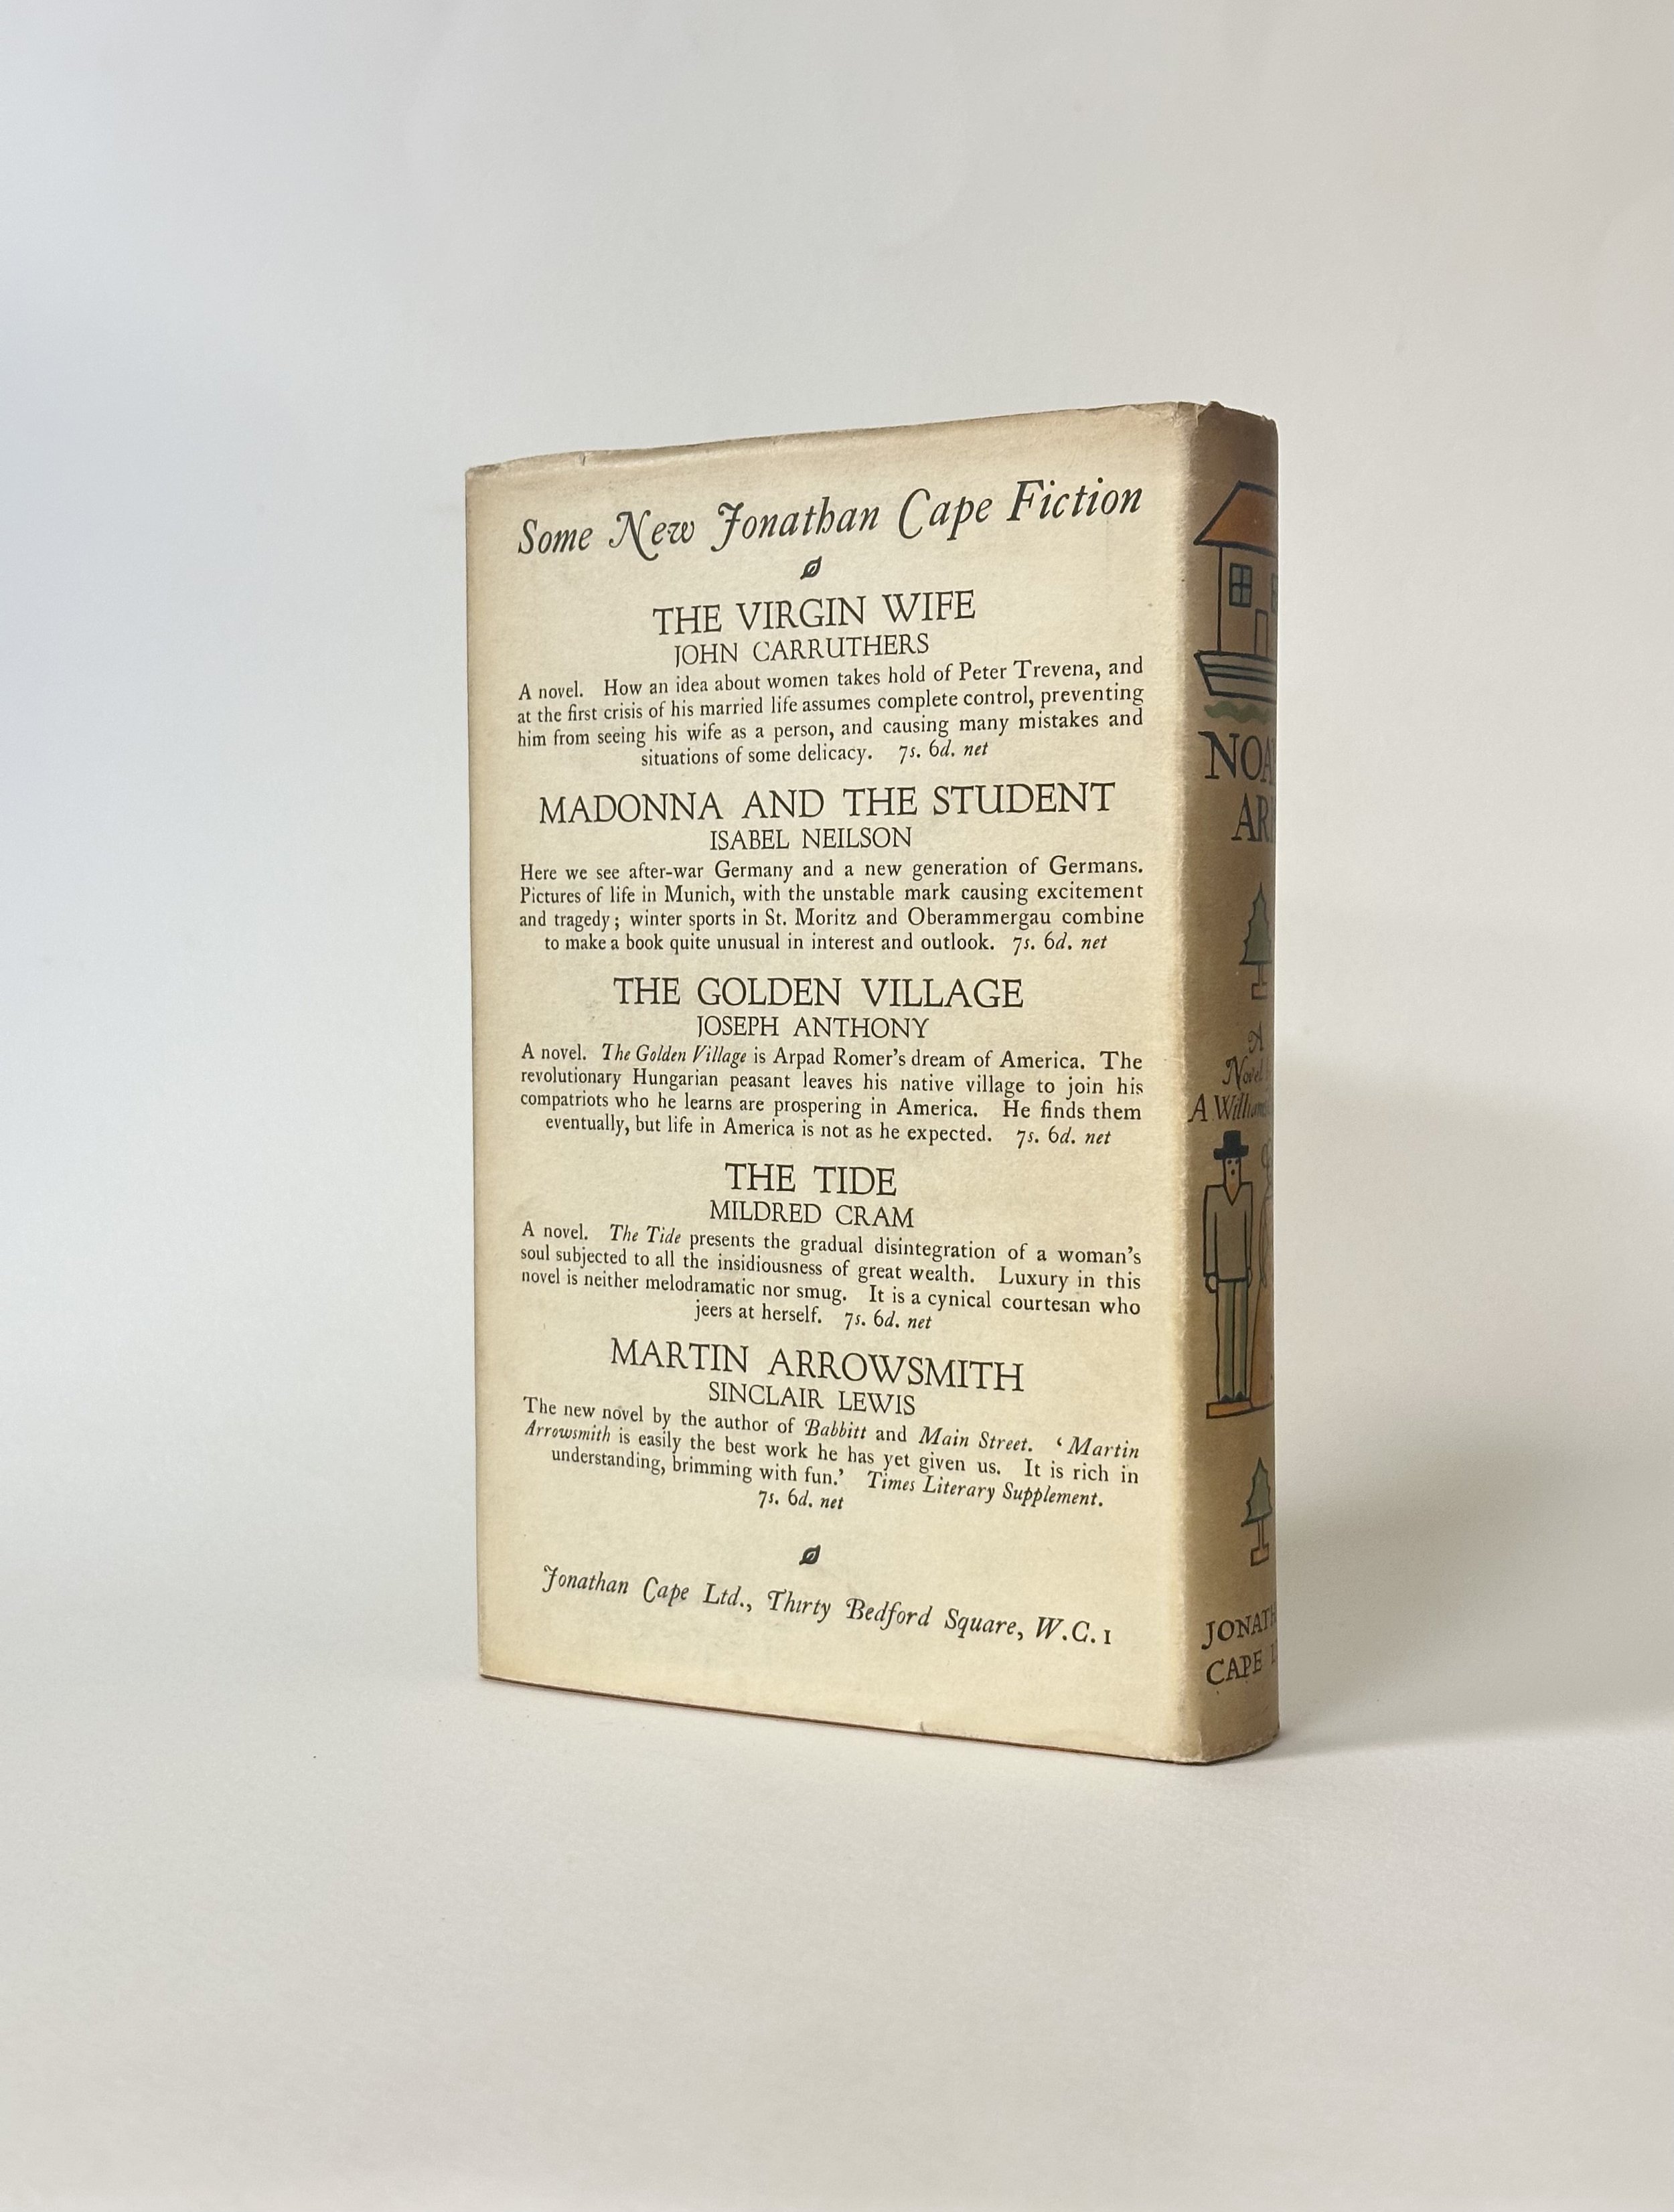 Some New Jonathan Cape Fiction
THE VIRGIN WIFE
JOHN CARRUTHERS
A novel. How an idea about women takes hold of Peter Trevena, and
at the first crisis of his married life assumes complete control, preventing
him from seeing his wife as a person, and causing many mistakes and
situations of some delicacy. 7s. 6d. net
MADONNA AND THE STUDENT
ISABEL NEILSON
Here we see after-war Germany and a new generation of Germans.
Pictures of life in Munich, with the unstable mark causing excitement
and tragedy; winter sports in St. Moritz and Oberammergau combine
to make a book quite unusual in interest and outlook. 7s. 6d. net
THE GOLDEN VILLAGE
JOSEPH ANTHONY
A novel. The Golden Village is Arpad Romer's dream of America. The
revolutionary Hungarian peasant leaves his native village to join his
compatriots who he learns are prospering in America. He finds them
eventually, but life in America is not as he expected. 7s. 6d. net
THE TIDE
MILDRED CRAM
A novel. The Tide presents the gradual disintegration of a woman's
soul subjected to all the insidiousness of great wealth. Luxury in this
novel is neither melodramatic nor smug. It is a cynical courtesan who
jeers at herself. 7s. 6d. net
MARTIN ARROWSMITH
SINCLAIR LEWIS
The new novel by the author of Babbitt and Main Street. ‘Martin
Arrowsmith is easily the best work he has yet given us. It is rich in
understanding, brimming with fun.’ Times Literary Supplement.
7s. 6d. net
Jonathan Cape Ltd., Thirty Bedford Square, W.C.1
NOA
AR
A
Novel
A William
JONATH
CAPE